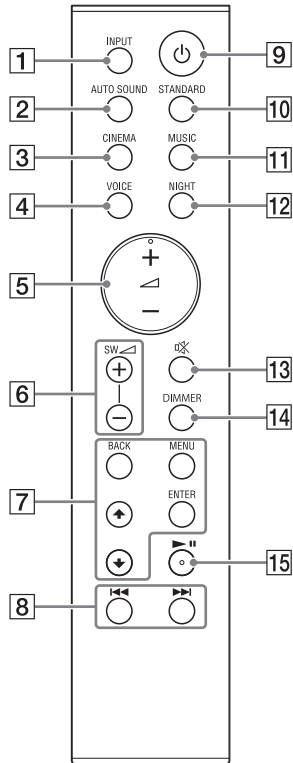 INPUT
1
9
AUTO SOUND STANDARD
2
10
CINEMA MUSIC
3
11
VOICE NIGHT
4
12
+
5
−
SW
13
+
6
DIMMER
−
14
BACK MENU
7
ENTER
15
8